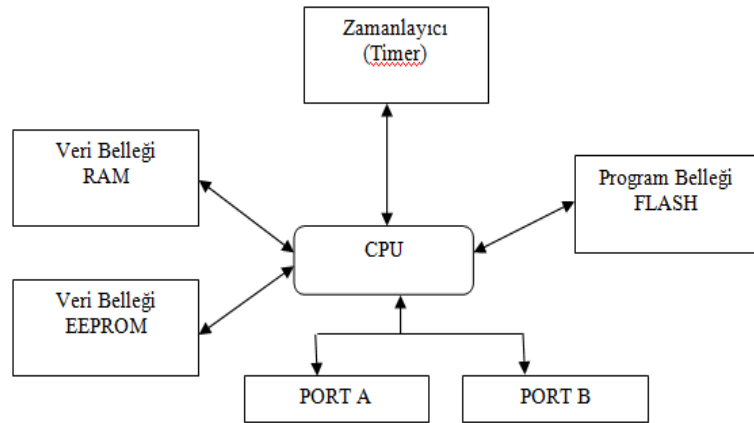 Zamanlayıcı
(Timer)
Veri Belleği
RAM
Program Belleği
FLASH
CPU
Veri Belleği
EEPROM
PORT A
PORT B